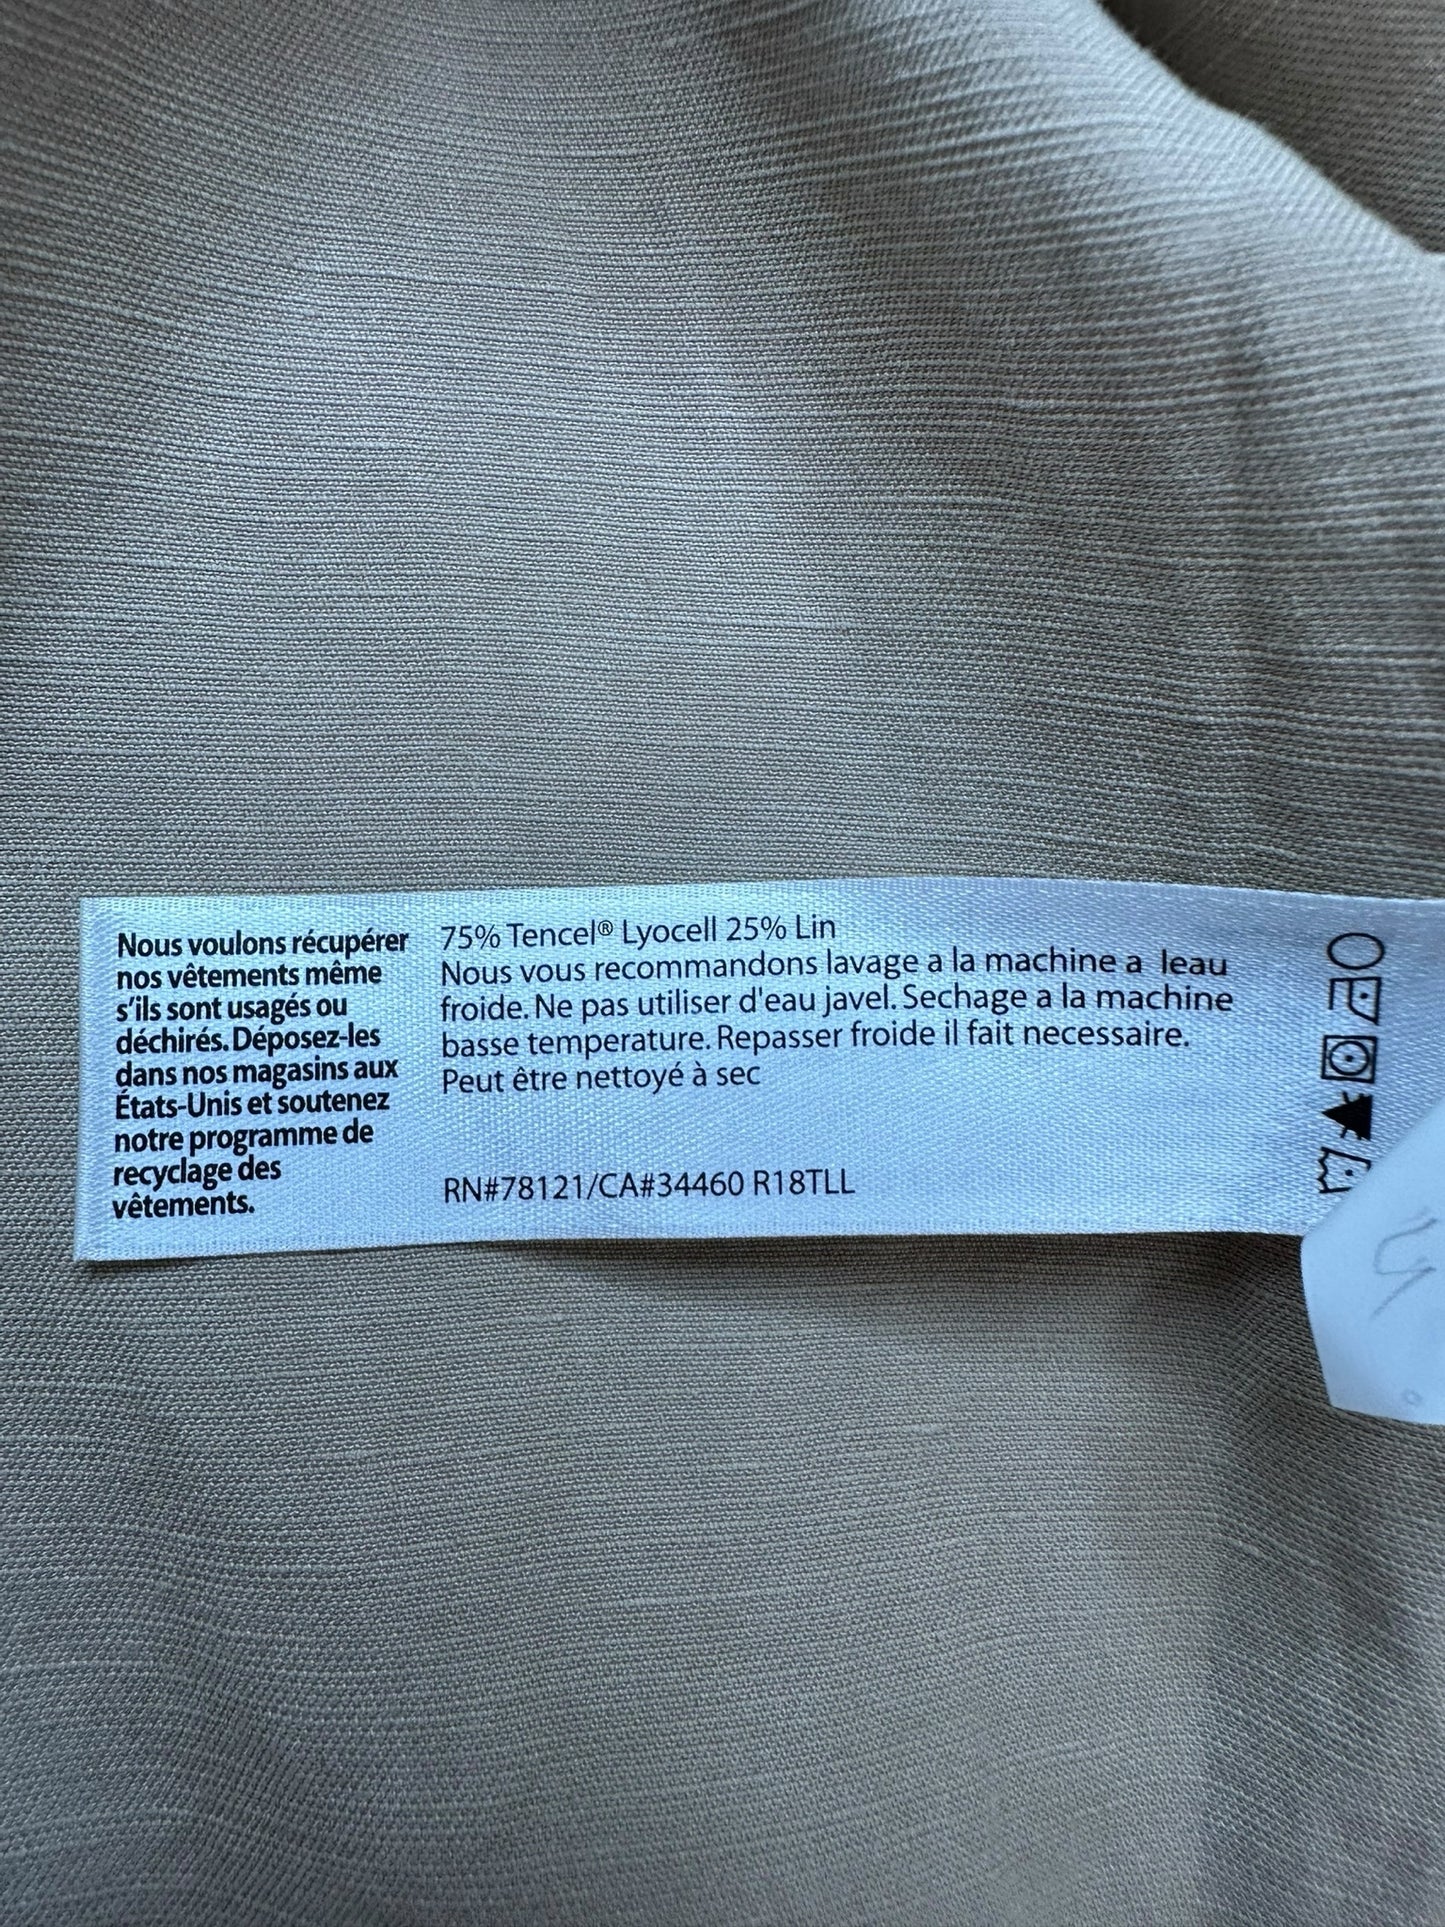 Nous voulons récupérer
nos vêtements même
s'ils sont usagés ou
déchirés. Déposez-les
dans nos magasins aux
États-Unis et soutenez
notre programme de
recyclage des
vêtements.
75% Tencel® Lyocell 25% Lin
Nous vous recommandons lavage a la machine a leau
froide. Ne pas utiliser d'eau javel. Sechage a la machine
basse temperature. Repasser froide il fait necessaire.
Peut être nettoyé à sec
RN#78121/CA#34460 R18TLL